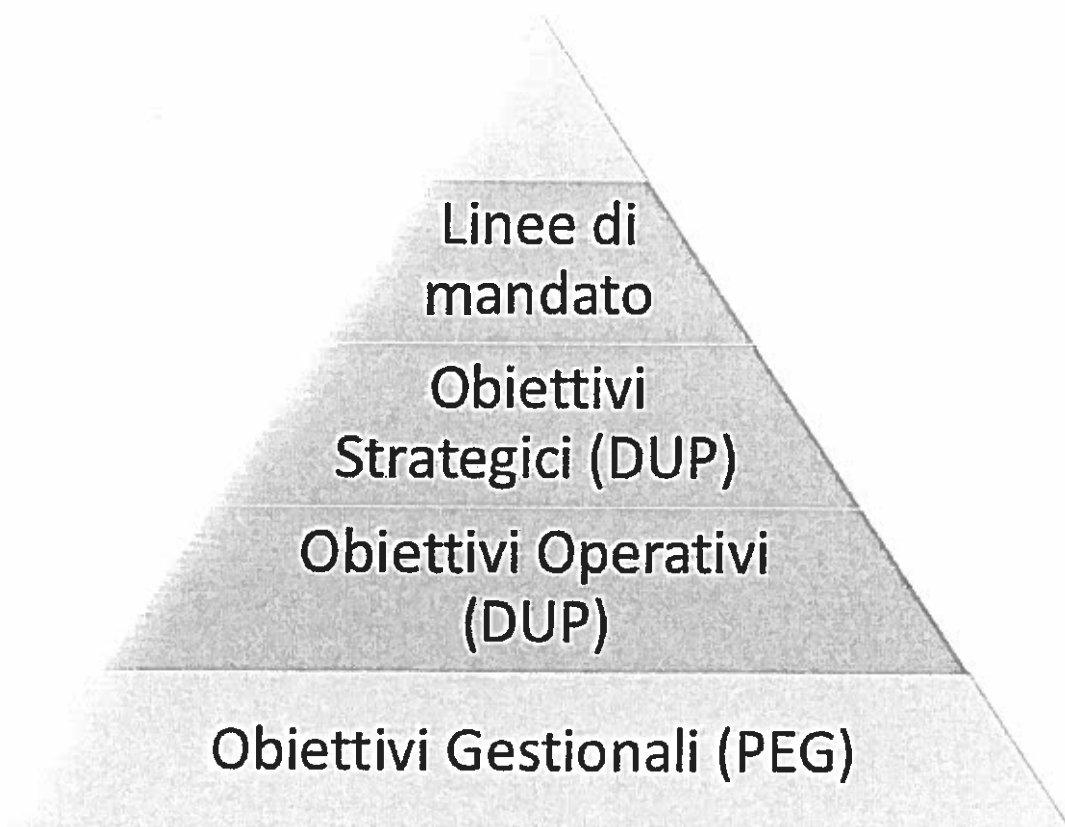 Linee di
mandato
Obiettivi
Strategici (DUP)
Obiettivi Operativi
(DUP)
Obiettivi Gestionali (PEG)